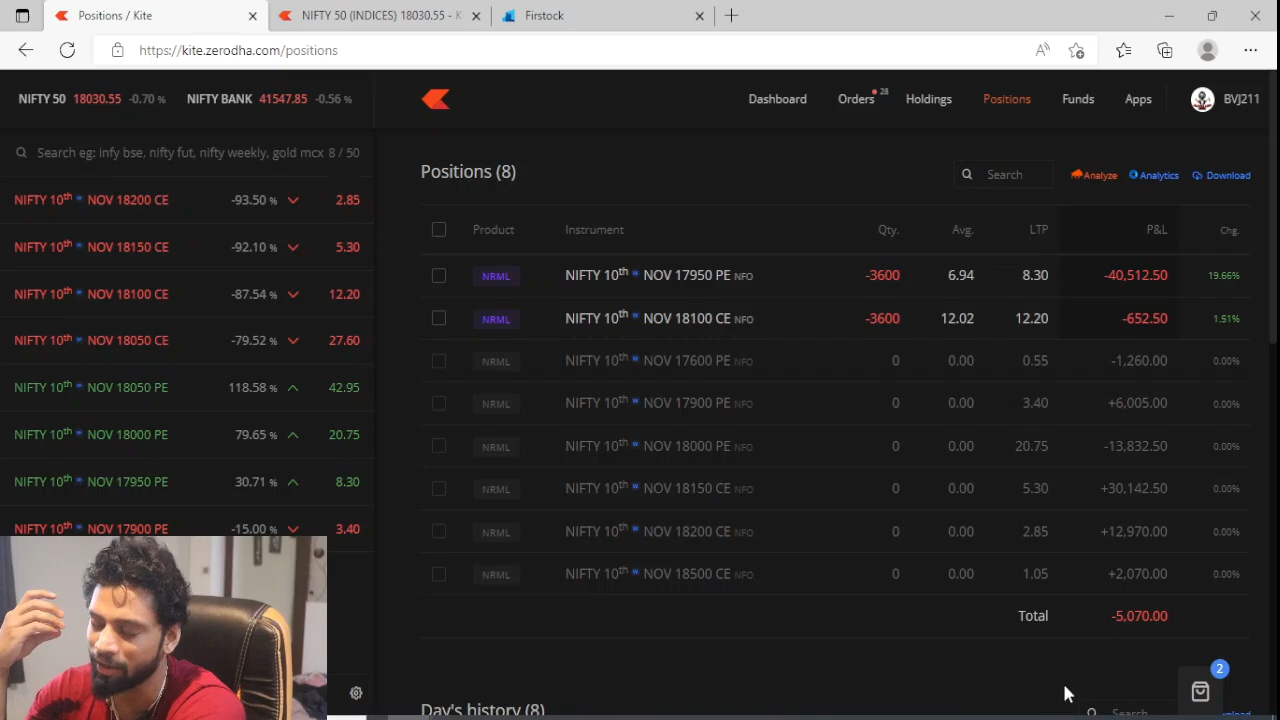 Positions / Kite
NIFTY 50 (INDICES) 18030.55 - K
Firstock
https://kite.zerodha.com/positions
NIFTY 50 18030.55 -0.70 % NIFTY BANK 41547.85 -0.56 %
Dashboard Orders 28 Holdings Positions Funds Apps BVJ211
Search eg: infy bse, nifty fut, nifty weekly, gold mcx 8 / 50
NIFTY 10th w NOV 18200 CE -93.50 % 2.85
NIFTY 10th w NOV 18150 CE -92.10 % 5.30
NIFTY 10th w NOV 18100 CE -87.54 % 12.20
NIFTY 10th w NOV 18050 CE -79.52 % 27.60
NIFTY 10th w NOV 18050 PE 118.58 % 42.95
NIFTY 10th w NOV 18000 PE 79.65 % 20.75
NIFTY 10th w NOV 17950 PE 30.71 % 8.30
NIFTY 10th w NOV 17900 PE -15.00 % 3.40
Positions (8) Search Analyze Analytics Download
Product Instrument Qty. Avg. LTP P&L Chg.
NRML NIFTY 10th w NOV 17950 PE NFO -3600 6.94 8.30 -40,512.50 19.66%
NRML NIFTY 10th w NOV 18100 CE NFO -3600 12.02 12.20 -652.50 1.51%
NRML NIFTY 10th w NOV 17600 PE NFO 0 0.00 0.55 -1,260.00 0.00%
NRML NIFTY 10th w NOV 17900 PE NFO 0 0.00 3.40 +6,005.00 0.00%
NRML NIFTY 10th w NOV 18000 PE NFO 0 0.00 20.75 -13,832.50 0.00%
NRML NIFTY 10th w NOV 18150 CE NFO 0 0.00 5.30 +30,142.50 0.00%
NRML NIFTY 10th w NOV 18200 CE NFO 0 0.00 2.85 +12,970.00 0.00%
NRML NIFTY 10th w NOV 18500 CE NFO 0 0.00 1.05 +2,070.00 0.00%
Total -5,070.00
2
Day's history (8) Search